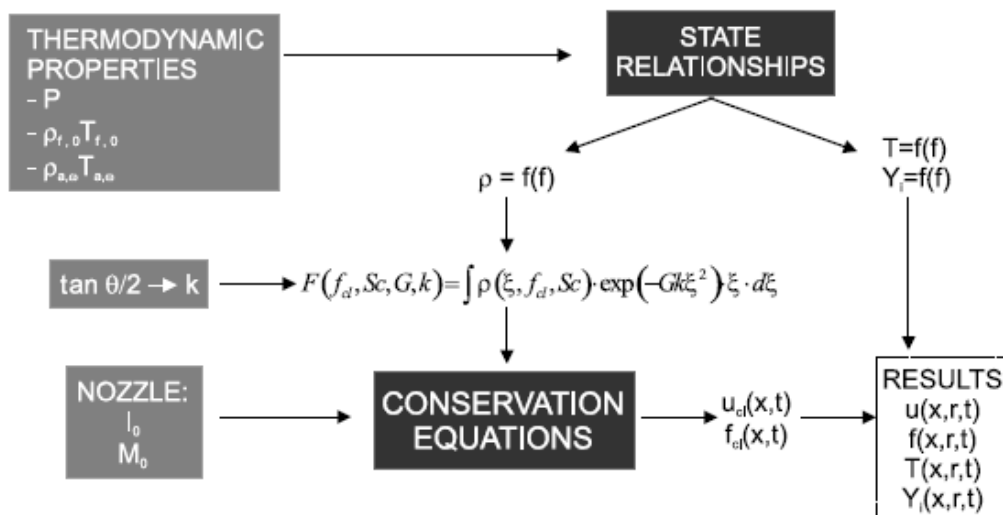 THERMODYNAMIC
PROPERTIES
- P
- ρf,0Tf,0
- ρa,∞Ta,∞
STATE
RELATIONSHIPS
ρ = f(f)
T=f(f)
Yi=f(f)
tan θ/2 → k
F(fcl,Sc,G,k)=∫ρ(ξ,fcl,Sc)·exp(−Gkξ²)·ξ·dξ
NOZZLE:
I0
M0
CONSERVATION
EQUATIONS
ucl(x,t)
fcl(x,t)
RESULTS
u(x,r,t)
f(x,r,t)
T(x,r,t)
Yi(x,r,t)